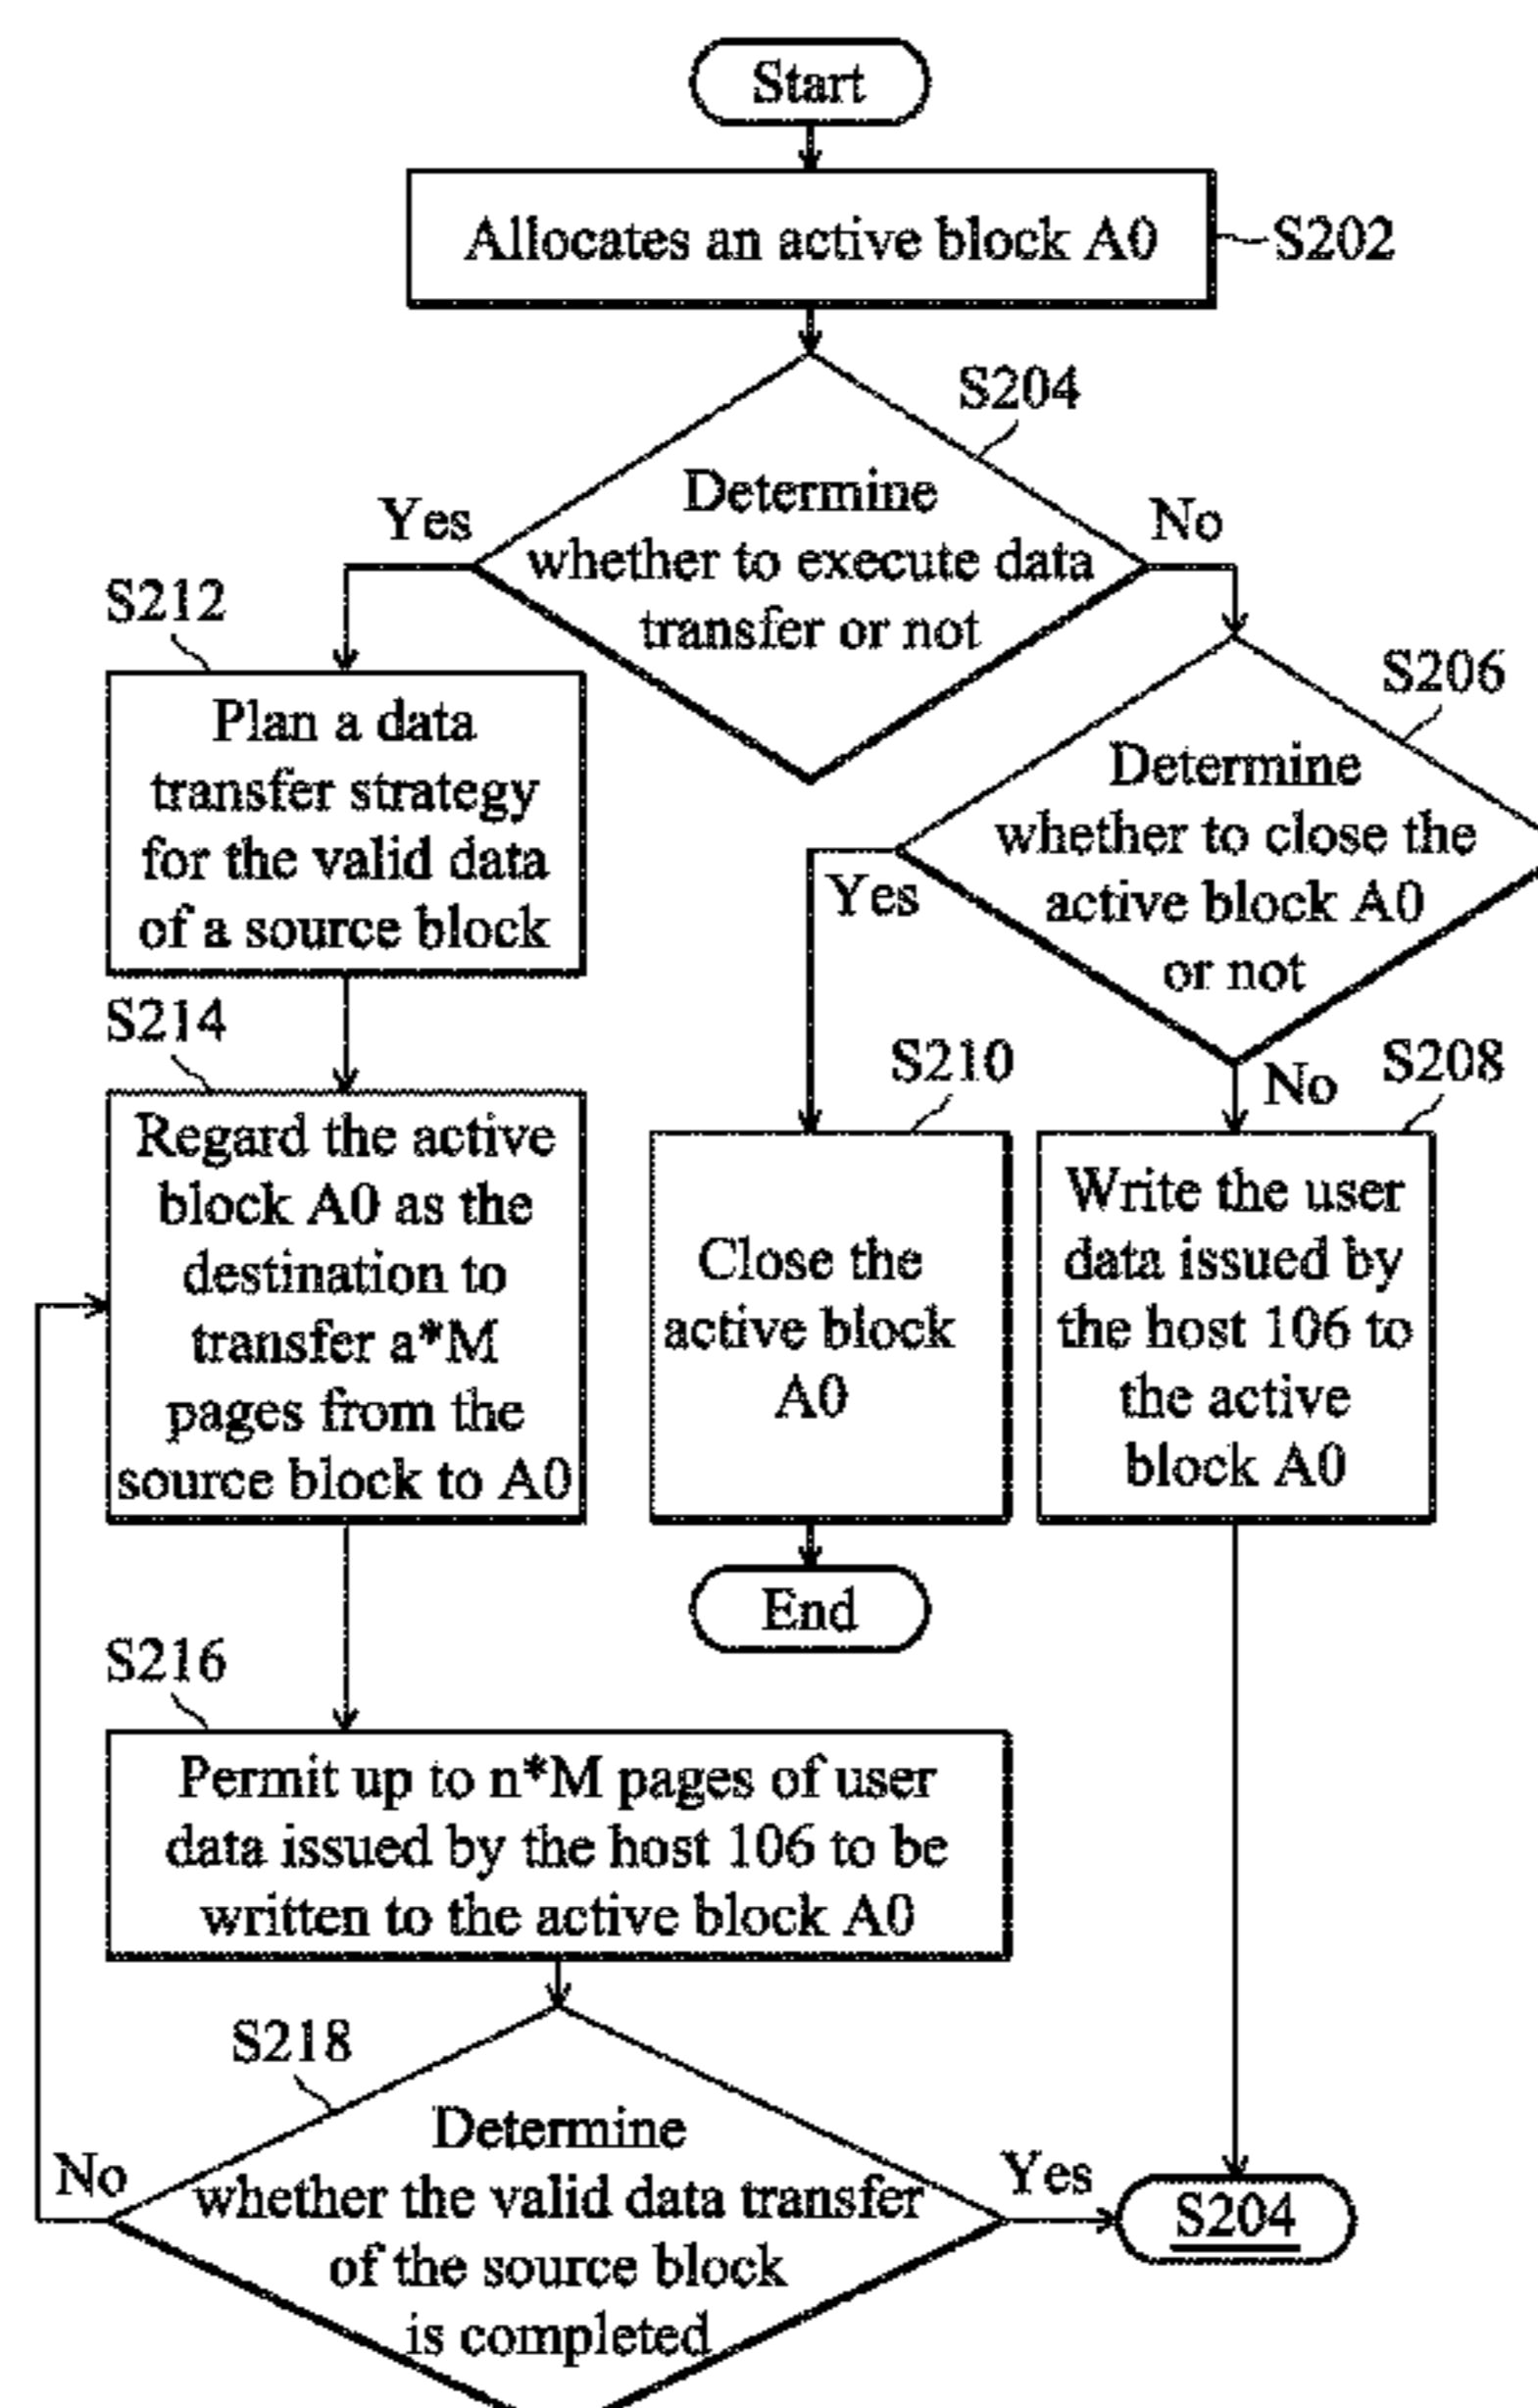 Start
Allocates an active block A0
S202
S204
Determine
whether to execute data
transfer or not
Yes
No
S212
Plan a data
transfer strategy
for the valid data
of a source block
S206
Determine
whether to close the
active block A0
or not
Yes
No
S214
Regard the active
block A0 as the
destination to
transfer a*M
pages from the
source block to A0
S210
Close the
active block
A0
S208
Write the user
data issued by
the host 106 to
the active
block A0
End
S216
Permit up to n*M pages of user
data issued by the host 106 to be
written to the active block A0
S218
Determine
whether the valid data transfer
of the source block
is completed
No
Yes
S204